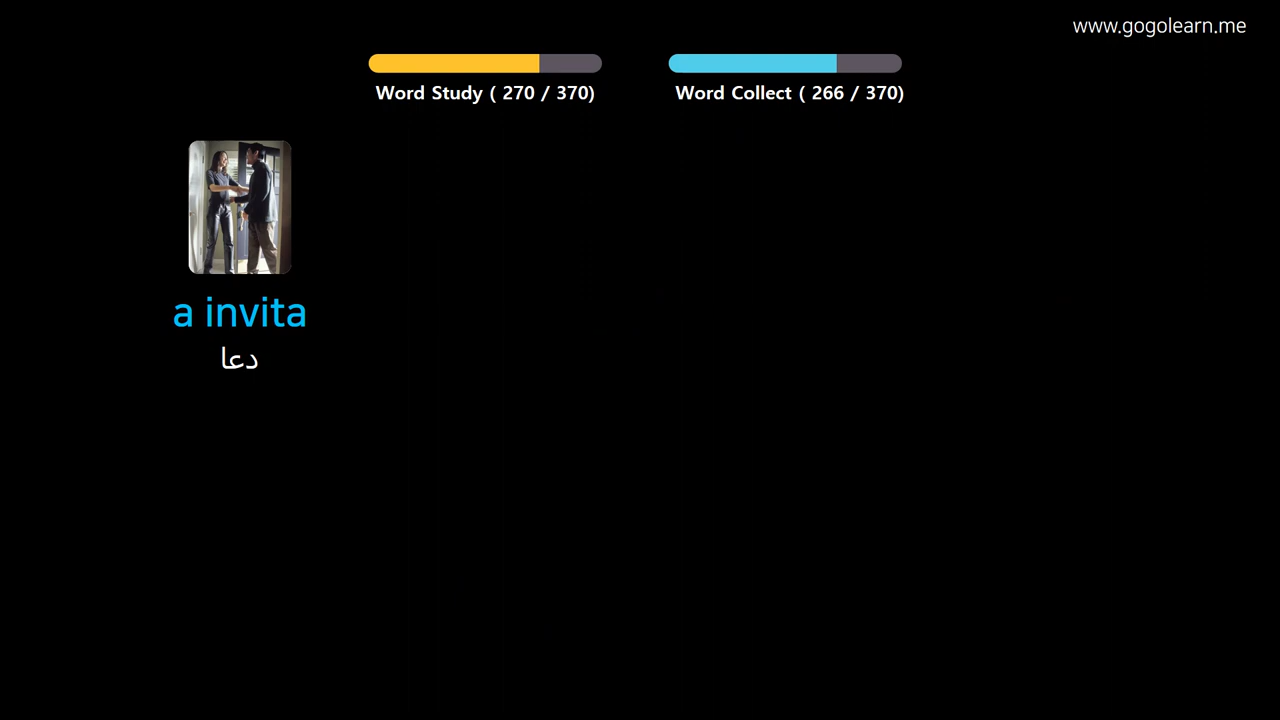 www.gogolearn.me
Word Study ( 270 / 370)
Word Collect ( 266 / 370)
a invita
دعا